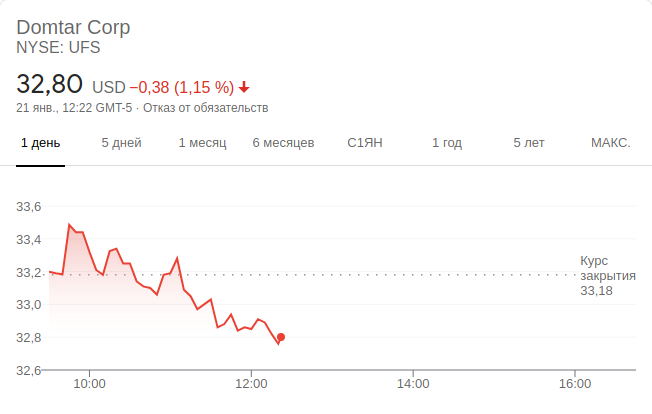 Domtar Corp
NYSE: UFS
32,80 USD −0,38 (1,15 %)
21 янв., 12:22 GMT-5 · Отказ от обязательств
1 день 5 дней 1 месяц 6 месяцев С1ЯН 1 год 5 лет МАКС.
33,6
33,4
33,2
33,0
32,8
32,6
Курс
закрытия
33,18
10:00 12:00 14:00 16:00